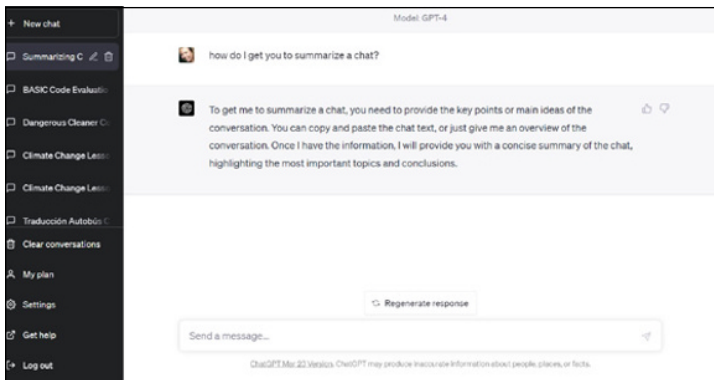 + New chat
Summarizing C
BASIC Code Evaluatio
Dangerous Cleaner Co
Climate Change Lesso
Climate Change Lesso
Traducción Autobús C
Clear conversations
My plan
Settings
Get help
Log out
Model: GPT-4
how do I get you to summarize a chat?
To get me to summarize a chat, you need to provide the key points or main ideas of the
conversation. You can copy and paste the chat text, or just give me an overview of the
conversation. Once I have the information, I will provide you with a concise summary of the chat,
highlighting the most important topics and conclusions.
Regenerate response
Send a message...
ChatGPT Mar 23 Version. ChatGPT may produce inaccurate information about people, places, or facts.